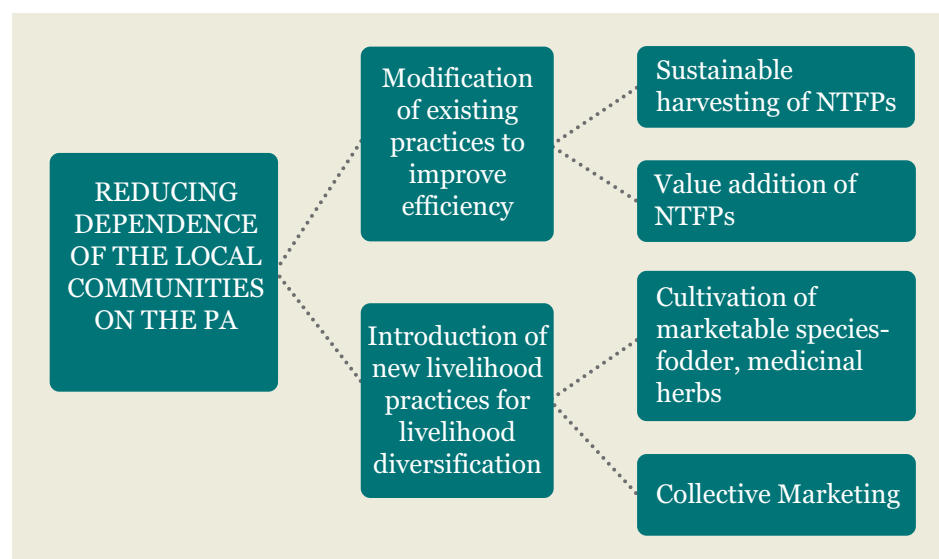 REDUCING
DEPENDENCE
OF THE LOCAL
COMMUNITIES
ON THE PA
Modification
of existing
practices to
improve
efficiency
Sustainable
harvesting of NTFPs
Value addition of
NTFPs
Introduction of
new livelihood
practices for
livelihood
diversification
Cultivation of
marketable species-
fodder, medicinal
herbs
Collective Marketing